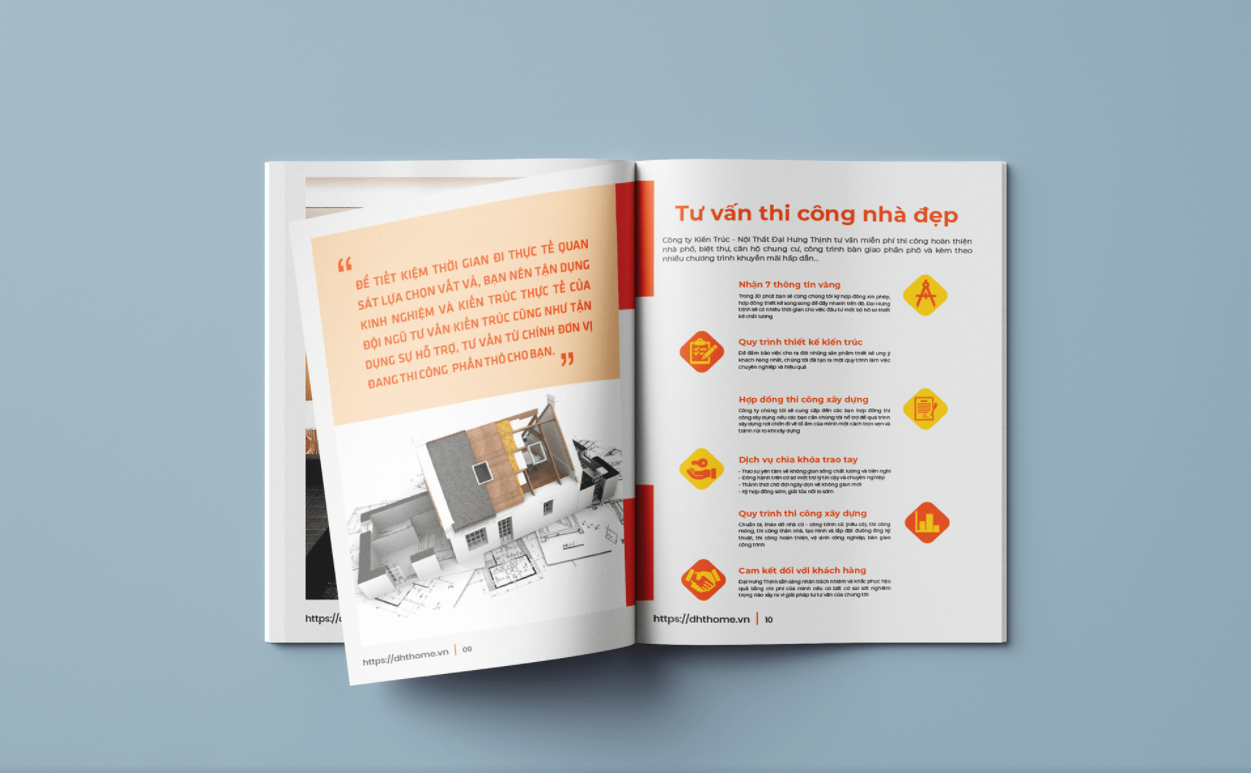 “
ĐỂ TIẾT KIỆM THỜI GIAN ĐI THỰC TẾ QUAN
SÁT LỰA CHỌN VẤT VẢ, BẠN NÊN TẬN DỤNG
KINH NGHIỆM VÀ KIẾN TRÚC THỰC TẾ CỦA
ĐỘI NGŨ TƯ VẤN KIẾN TRÚC CŨNG NHƯ TẬN
DỤNG SỰ HỖ TRỢ, TƯ VẤN TỪ CHÍNH ĐƠN VỊ
ĐANG THI CÔNG PHẦN THÔ CHO BẠN. ”
https://d
https://dhthome.vn | 09
Tư vấn thi công nhà đẹp
Công ty Kiến Trúc - Nội Thất Đại Hưng Thịnh tư vấn miễn phí thi công hoàn thiện
nhà phố, biệt thự, căn hộ chung cư, công trình bàn giao phần phô và kèm theo
nhiều chương trình khuyến mãi hấp dẫn...
Nhận 7 thông tin vàng
Trong 30 phút bạn sẽ cùng chúng tôi ký hợp đồng xin phép,
hợp đồng thiết kế song song để đẩy nhanh tiến độ. Đại Hưng
trịnh sẽ có nhiều thời gian cho việc đầu tư một bộ hồ sơ thiết
kế chất lượng
Quy trình thiết kế kiến trúc
Để đảm bảo việc cho ra đời những sản phẩm thiết kế ưng ý
khách hàng nhất, chúng tôi đã tạo ra một quy trình làm việc
chuyên nghiệp và hiệu quả
Hợp đồng thi công xây dựng
Công ty chúng tôi sẽ cung cấp đến các bạn hợp đồng thi
công xây dựng nếu các bạn cần chúng tôi hỗ trợ để quá trình
xây dựng nơi chốn đi về tổ ấm của mình một cách trọn vẹn và
tránh rủi ro khi xây dựng
Dịch vụ chìa khóa trao tay
- Trao sự yên tâm về không gian sống chất lượng và tiện nghi
- Đồng hành trên cơ sở một trợ lý tin cậy và chuyên nghiệp
- Thảnh thơi chờ đợi ngày dọn về không gian mới
- Ký hợp đồng sớm, giải tỏa nỗi lo sớm
Quy trình thi công xây dựng
Chuẩn bị, tháo dỡ nhà cũ - công trình cũ (nếu có), thi công
móng, thi công thân nhà, tạo hình và lắp đặt đường ống kỹ
thuật, thi công hoàn thiện, vệ sinh công nghiệp, bàn giao
công trình
Cam kết đối với khách hàng
Đại Hưng Thịnh sẵn sàng nhận trách nhiệm và khắc phục hậu
quả bằng chi phí của mình nếu có bất cứ sai sót nghiêm
trọng nào xảy ra vì giải pháp từ tư vấn của chúng tôi
https://dhthome.vn | 10